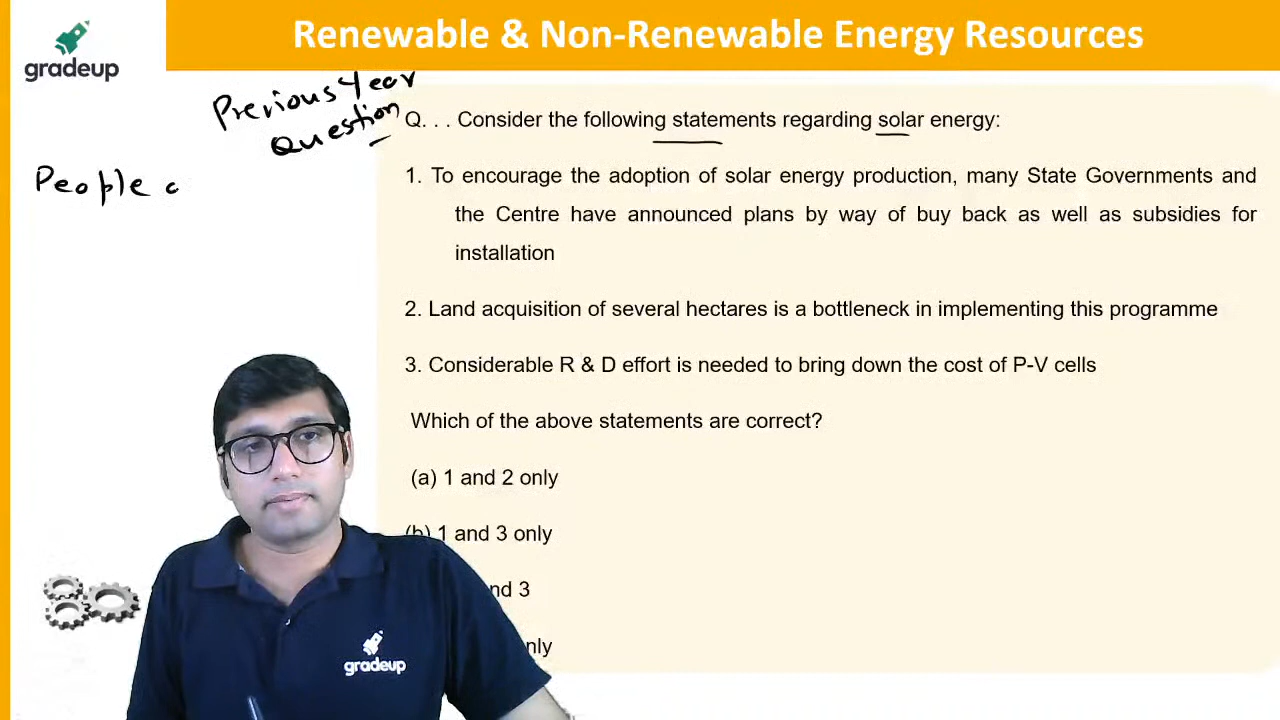 Renewable & Non-Renewable Energy Resources
gradeup
Previous Year
Question
People
Q. . . Consider the following statements regarding solar energy:
1. To encourage the adoption of solar energy production, many State Governments and
the Centre have announced plans by way of buy back as well as subsidies for
installation
2. Land acquisition of several hectares is a bottleneck in implementing this programme
3. Considerable R & D effort is needed to bring down the cost of P-V cells
Which of the above statements are correct?
(a) 1 and 2 only
(b) 1 and 3 only
nd 3
nly
gradeup